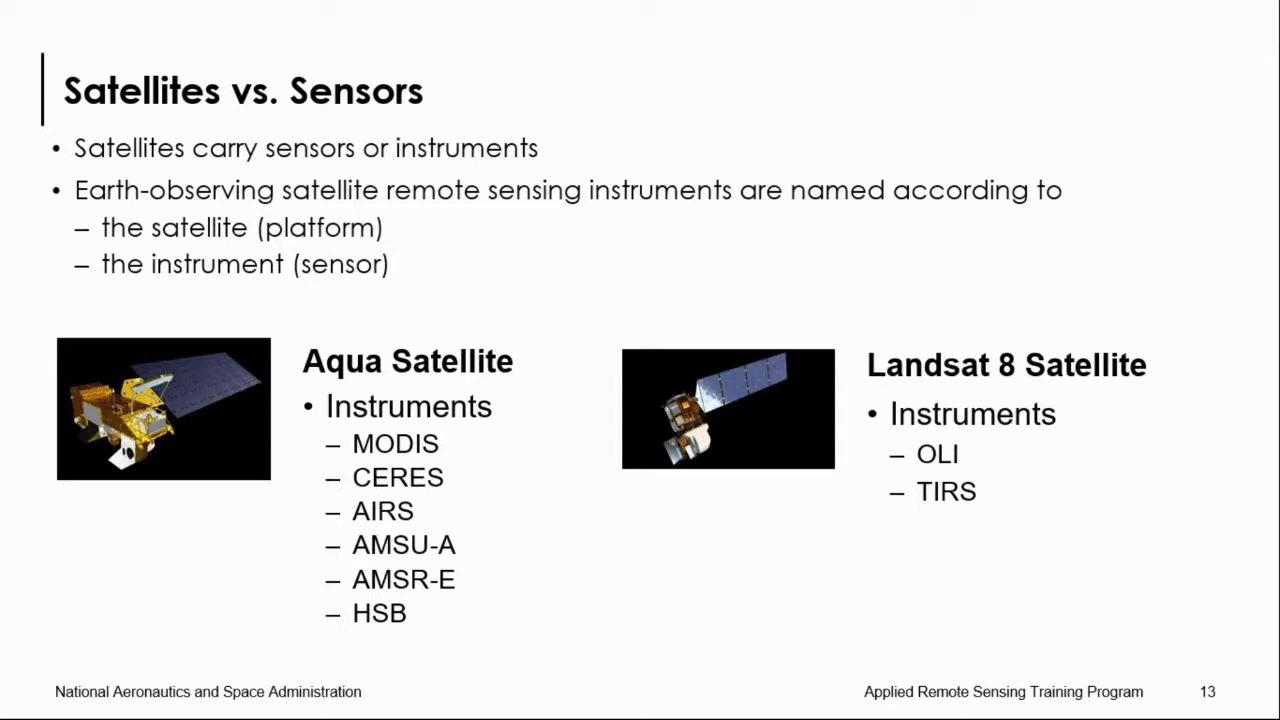 Satellites vs. Sensors
• Satellites carry sensors or instruments
• Earth-observing satellite remote sensing instruments are named according to
– the satellite (platform)
– the instrument (sensor)
Aqua Satellite
• Instruments
– MODIS
– CERES
– AIRS
– AMSU-A
– AMSR-E
– HSB
Landsat 8 Satellite
• Instruments
– OLI
– TIRS
National Aeronautics and Space Administration
Applied Remote Sensing Training Program
13